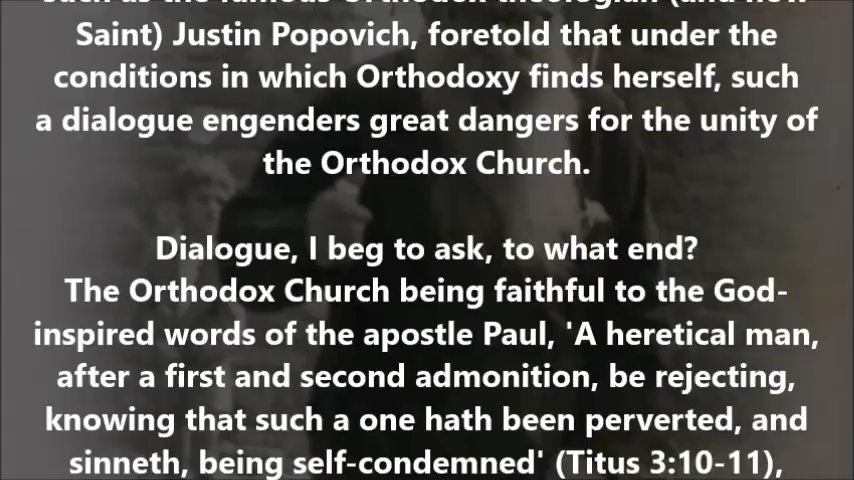 such as the famous Orthodox theologian (and now
Saint) Justin Popovich, foretold that under the
conditions in which Orthodoxy finds herself, such
a dialogue engenders great dangers for the unity of
the Orthodox Church.
Dialogue, I beg to ask, to what end?
The Orthodox Church being faithful to the God-
inspired words of the apostle Paul, 'A heretical man,
after a first and second admonition, be rejecting,
knowing that such a one hath been perverted, and
sinneth, being self-condemned' (Titus 3:10-11),